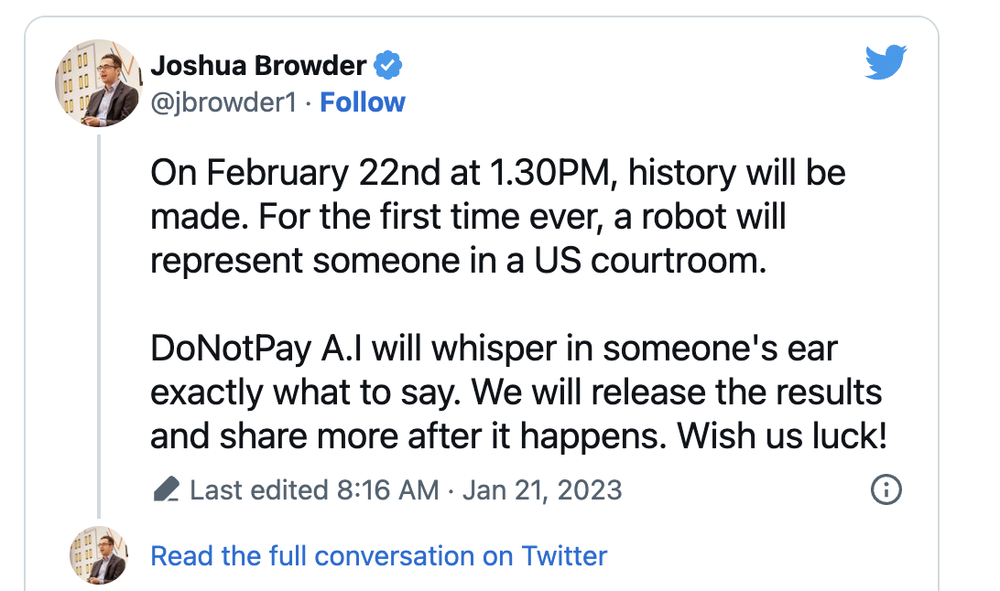 Joshua Browder
@jbrowder1 · Follow
On February 22nd at 1.30PM, history will be
made. For the first time ever, a robot will
represent someone in a US courtroom.
DoNotPay A.I will whisper in someone's ear
exactly what to say. We will release the results
and share more after it happens. Wish us luck!
Last edited 8:16 AM · Jan 21, 2023
Read the full conversation on Twitter